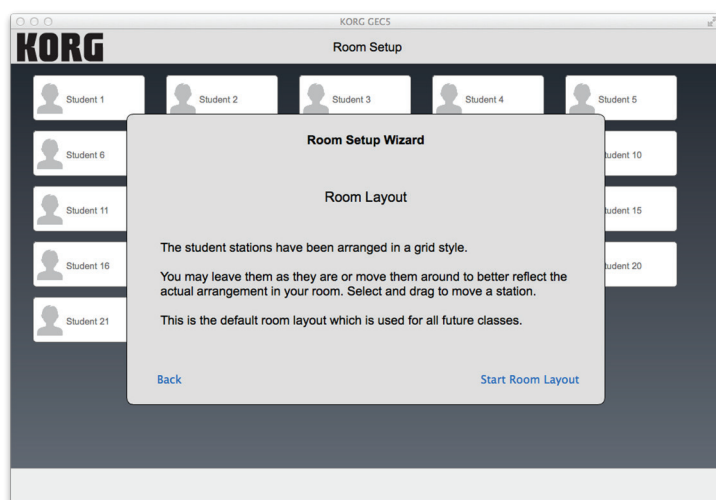 KORG GEC5
KORG
Room Setup
Student 1
Student 2
Student 3
Student 4
Student 5
Student 6
Room Setup Wizard
tudent 10
Room Layout
Student 11
tudent 15
The student stations have been arranged in a grid style.
Student 16
tudent 20
You may leave them as they are or move them around to better reflect the
actual arrangement in your room. Select and drag to move a station.
Student 21
This is the default room layout which is used for all future classes.
Back
Start Room Layout